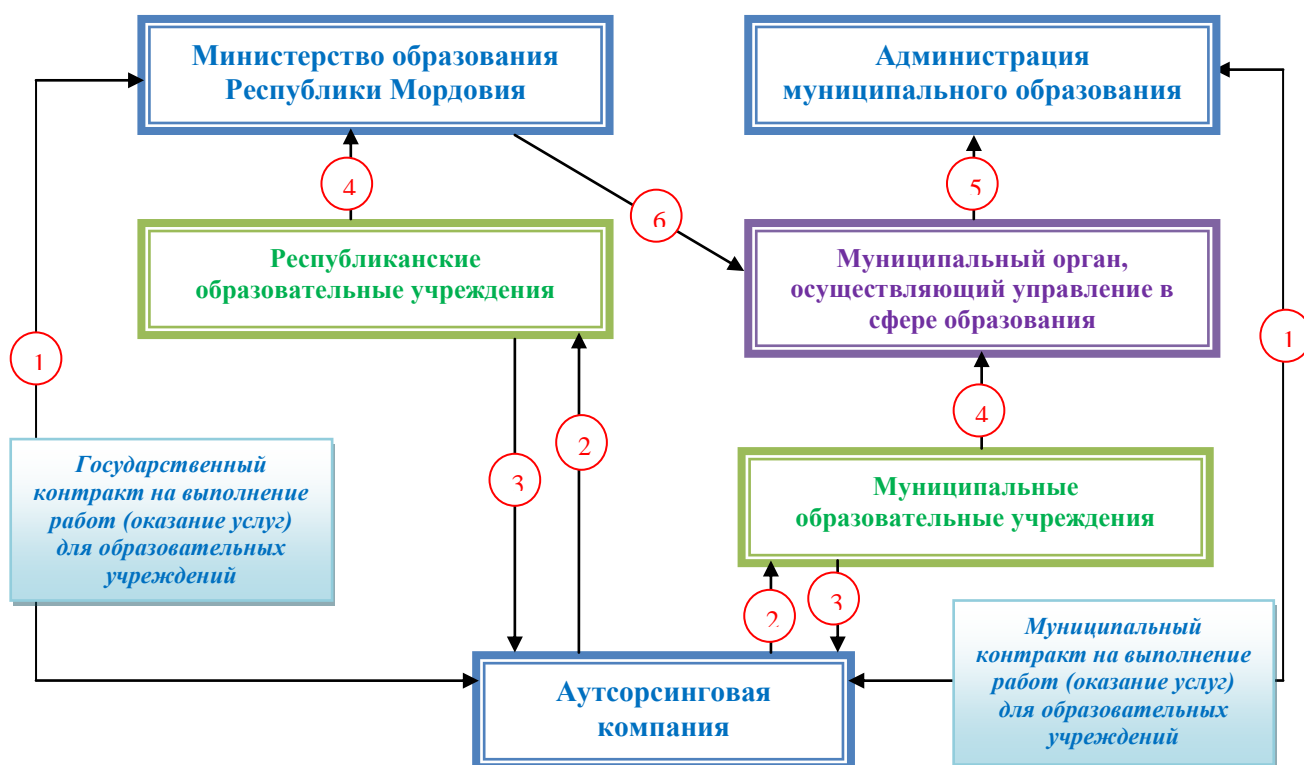 Министерство образования
Республики Мордовия
Администрация
муниципального образования
4
5
6
Республиканские
образовательные учреждения
Муниципальный орган,
осуществляющий управление в
сфере образования
1
1
4
2
3
Государственный
контракт на выполнение
работ (оказание услуг)
для образовательных
учреждений
Муниципальные
образовательные учреждения
2
3
Муниципальный
контракт на выполнение
работ (оказание услуг)
для образовательных
учреждений
Аутсорсинговая
компания